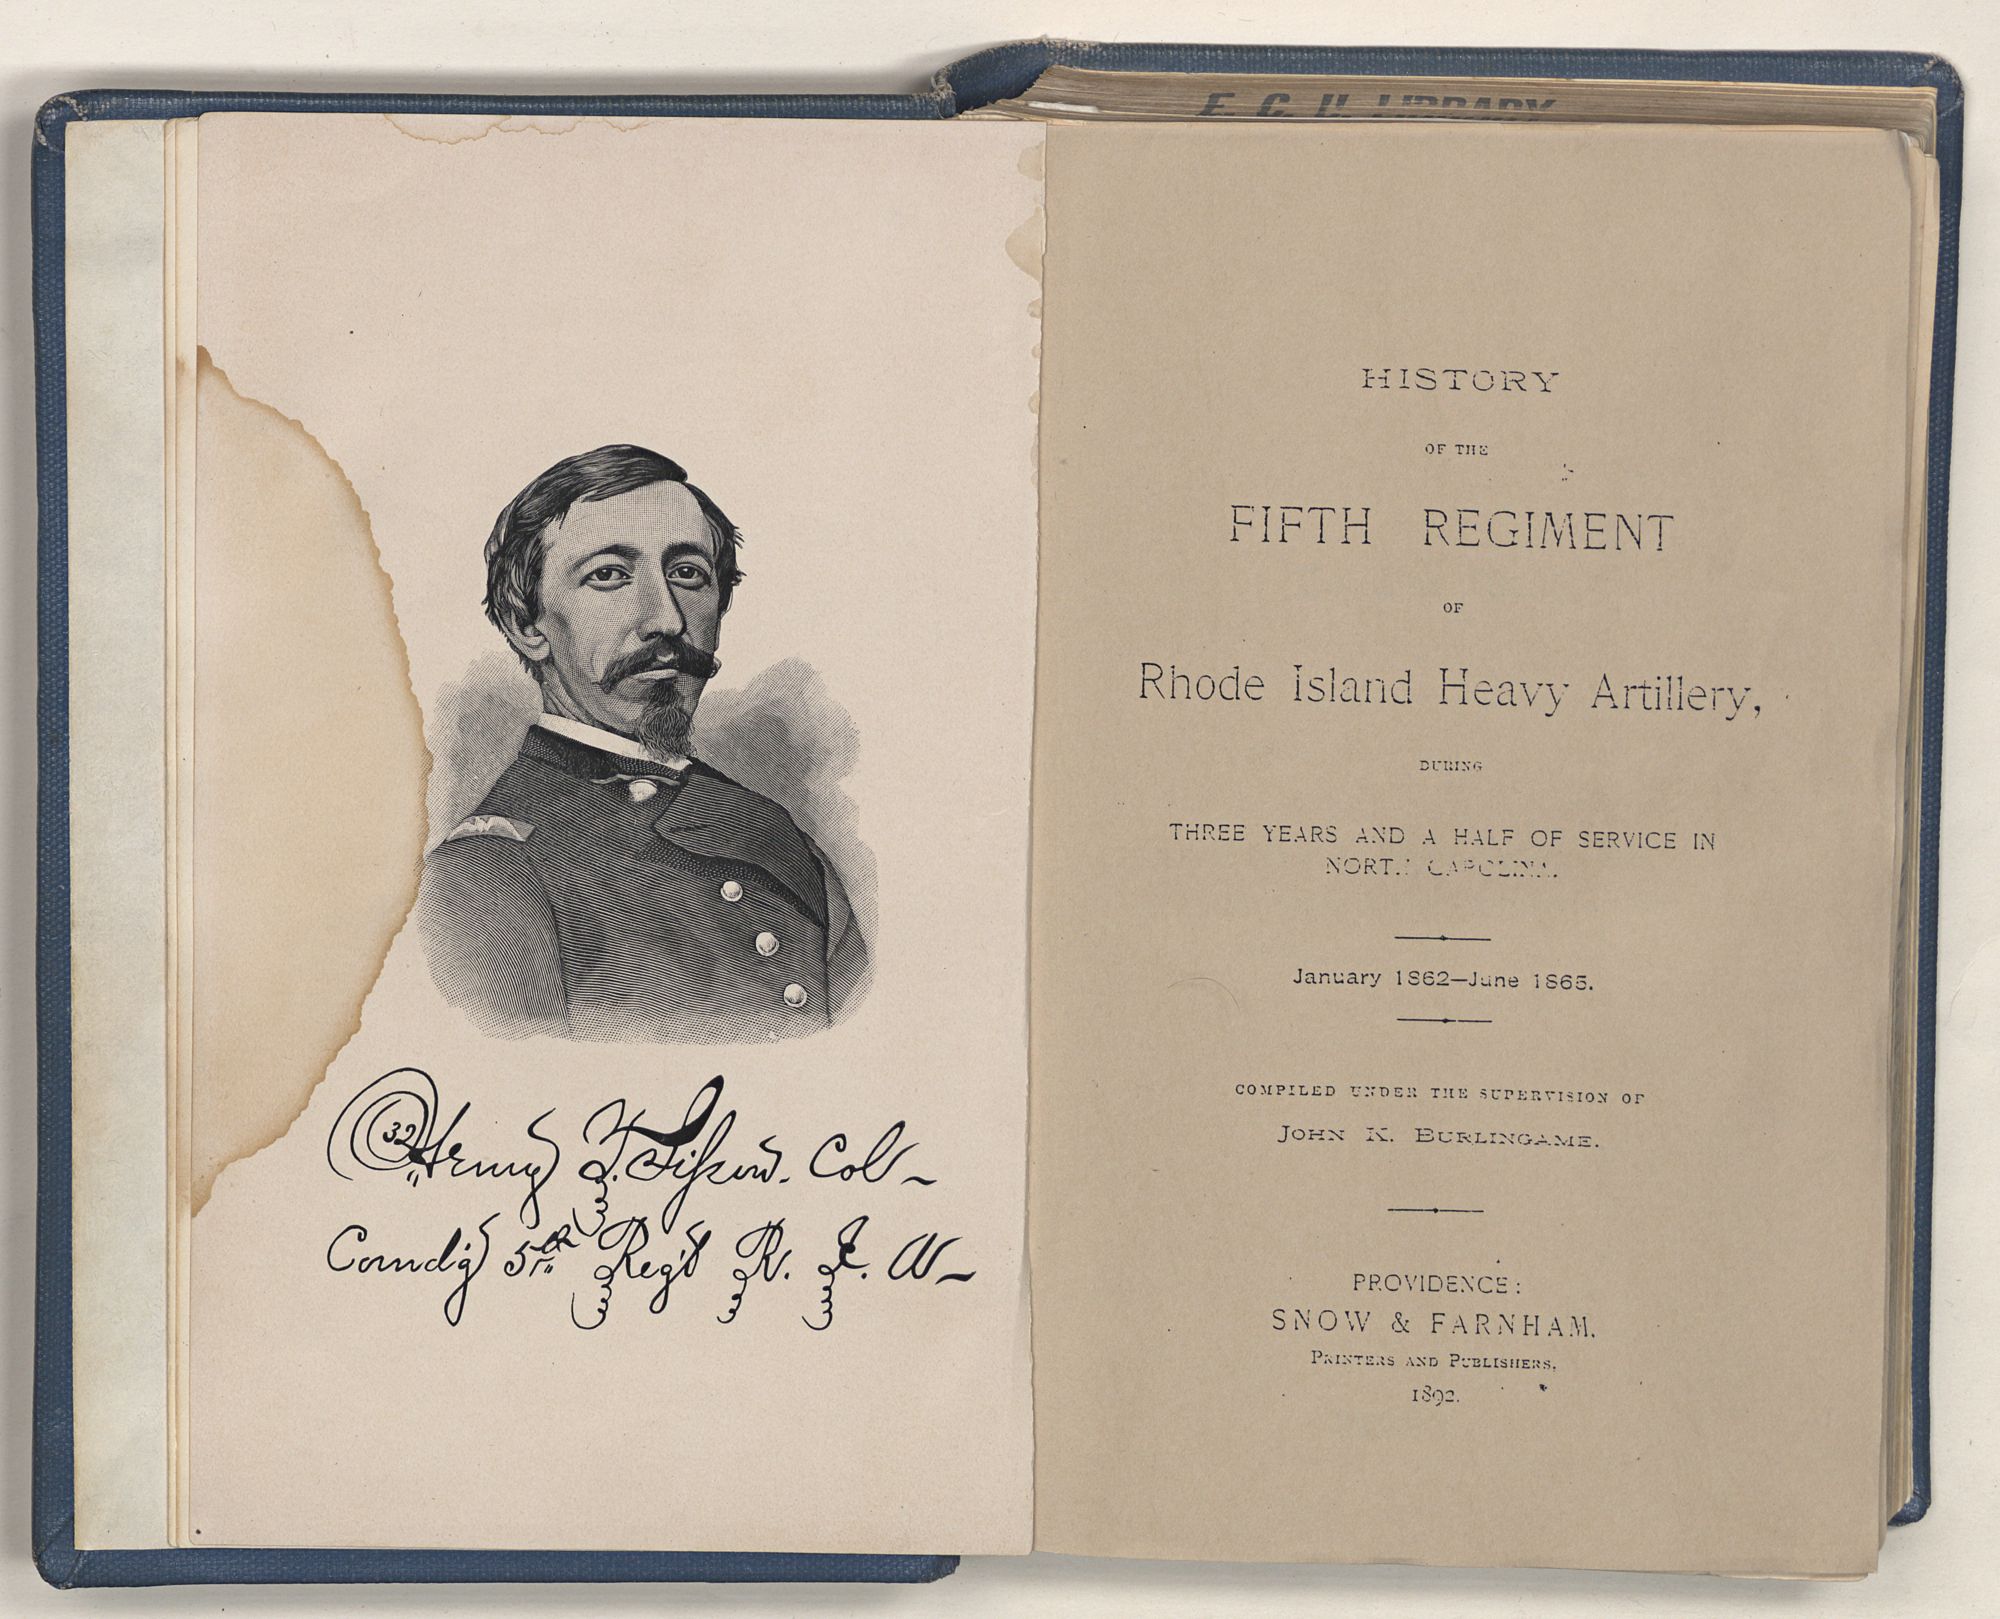 E. C. U. LIBRARY
32
Henry T. Sisson. Col
Comdg 5th Regt R. I. A
HISTORY
OF THE
FIFTH REGIMENT
OF
Rhode Island Heavy Artillery,
DURING
THREE YEARS AND A HALF OF SERVICE IN
NORTH CAROLINA.
January 1862—June 1865.
COMPILED UNDER THE SUPERVISION OF
JOHN K. BURLINGAME.
PROVIDENCE:
SNOW & FARNHAM,
PRINTERS AND PUBLISHERS.
1892.